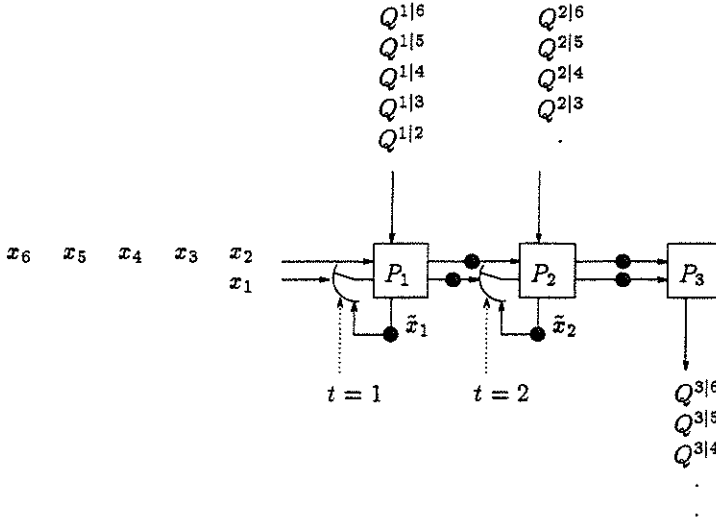 Q^{1|6} Q^{2|6}
Q^{1|5} Q^{2|5}
Q^{1|4} Q^{2|4}
Q^{1|3} Q^{2|3}
Q^{1|2} .
x_6 x_5 x_4 x_3 x_2
x_1 P_1 P_2 P_3
x̃_1 x̃_2
t = 1 t = 2
Q^{3|6}
Q^{3|5}
Q^{3|4}
.
.